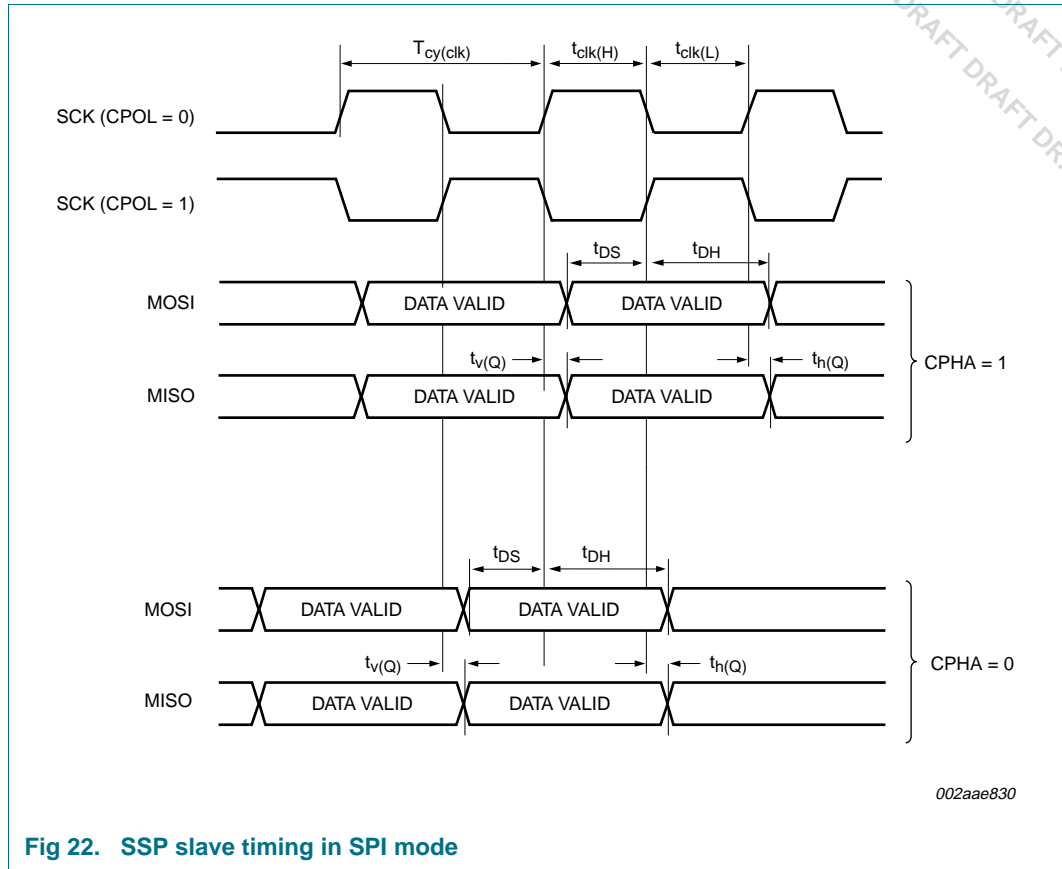 DRAFT DRAFT
DRAFT DRAFT DRA
Tcy(clk) tclk(H) tclk(L)
SCK (CPOL = 0)
SCK (CPOL = 1)
tDS tDH
MOSI DATA VALID DATA VALID
tv(Q) th(Q)
CPHA = 1
MISO DATA VALID DATA VALID
tDS tDH
MOSI DATA VALID DATA VALID
tv(Q) th(Q)
CPHA = 0
MISO DATA VALID DATA VALID
002aae830
Fig 22. SSP slave timing in SPI mode